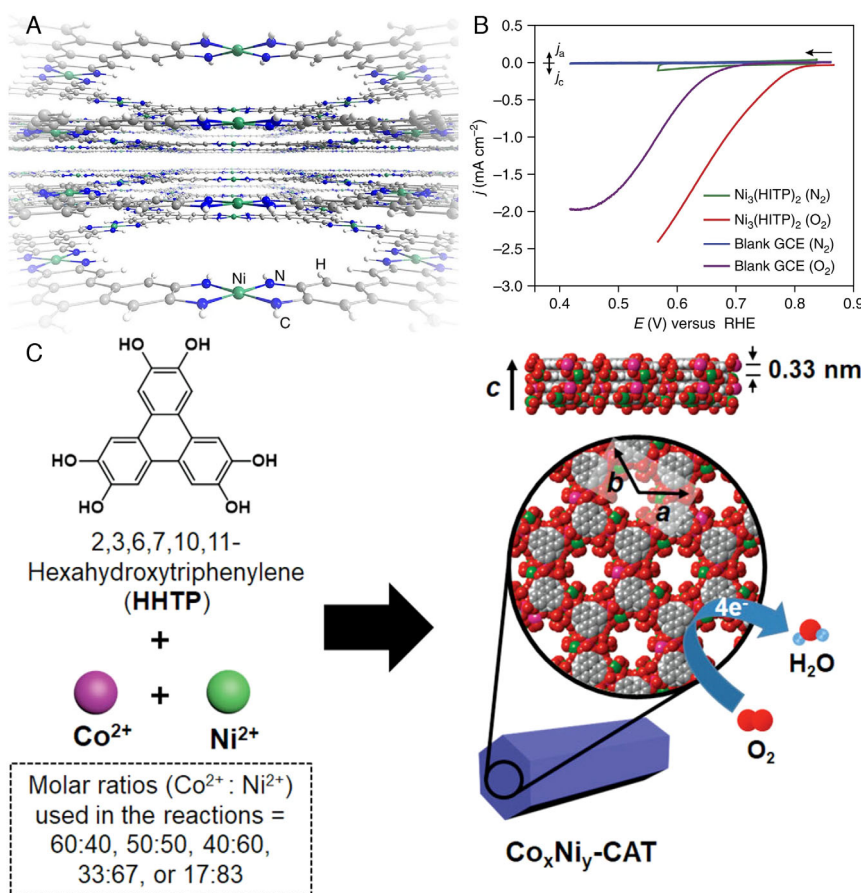 A
Ni
N
H
C
B
j (mA cm⁻²)
0.5
0.0
−0.5
−1.0
−1.5
−2.0
−2.5
−3.0
jₐ
j_c
Ni₃(HITP)₂ (N₂)
Ni₃(HITP)₂ (O₂)
Blank GCE (N₂)
Blank GCE (O₂)
0.4 0.5 0.6 0.7 0.8 0.9
E (V) versus RHE
C
HO OH
HO OH
HO OH
2,3,6,7,10,11-
Hexahydroxytriphenylene
(HHTP)
+
+
Co²⁺ Ni²⁺
Molar ratios (Co²⁺ : Ni²⁺)
used in the reactions =
60:40, 50:50, 40:60,
33:67, or 17:83
c
0.33 nm
b
a
4e⁻
H₂O
O₂
CoₓNiᵧ-CAT